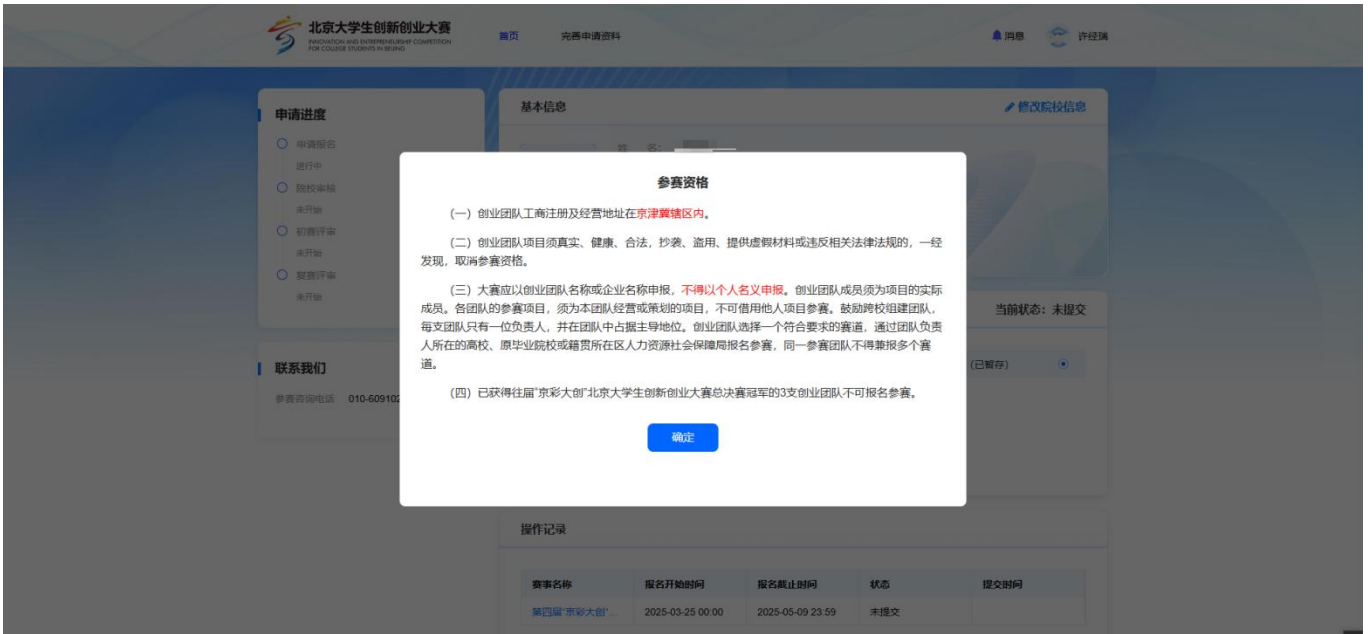 北京大学生创新创业大赛
INNOVATION AND ENTREPRENEURSHIP COMPETITION
FOR COLLEGE STUDENTS IN BEIJING
首页 完善申请资料 消息 许经瑞
申请进度
申请报名
进行中
院校审核
未开始
初赛评审
未开始
复赛评审
未开始
联系我们
参赛咨询电话 010-609102
基本信息 修改院校信息
姓 名:
当前状态:未提交
(已暂存)
参赛资格
(一)创业团队工商注册及经营地址在京津冀辖区内。
(二)创业团队项目须真实、健康、合法,抄袭、盗用、提供虚假材料或违反相关法律法规的,一经
发现,取消参赛资格。
(三)大赛应以创业团队名称或企业名称申报,不得以个人名义申报。创业团队成员须为项目的实际
成员。各团队的参赛项目,须为本团队经营或策划的项目,不可借用他人项目参赛。鼓励跨校组建团队,
每支团队只有一位负责人,并在团队中占据主导地位。创业团队选择一个符合要求的赛道,通过团队负责
人所在的高校、原毕业院校或籍贯所在区人力资源社会保障局报名参赛,同一参赛团队不得兼报多个赛
道。
(四)已获得往届"京彩大创"北京大学生创新创业大赛总决赛冠军的3支创业团队不可报名参赛。
确定
操作记录
赛事名称 报名开始时间 报名截止时间 状态 提交时间
第四届"京彩大创"... 2025-03-25 00:00 2025-05-09 23:59 未提交